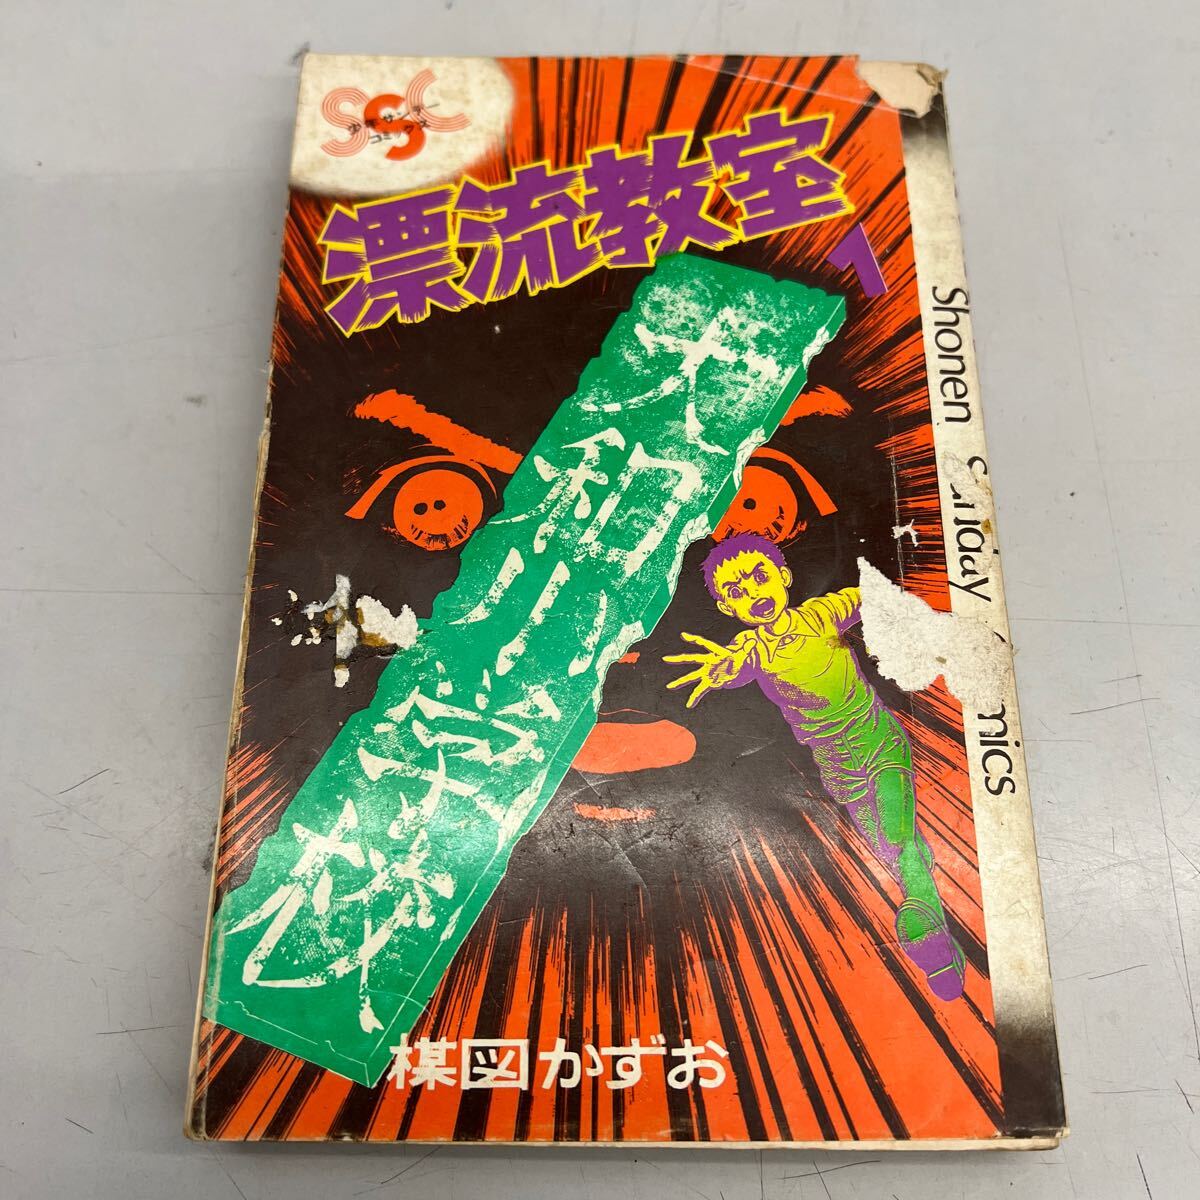 SSC
少年サンデー
コミックス
漂流教室
1
大和小学校
楳図かずお
Shonen Sunday